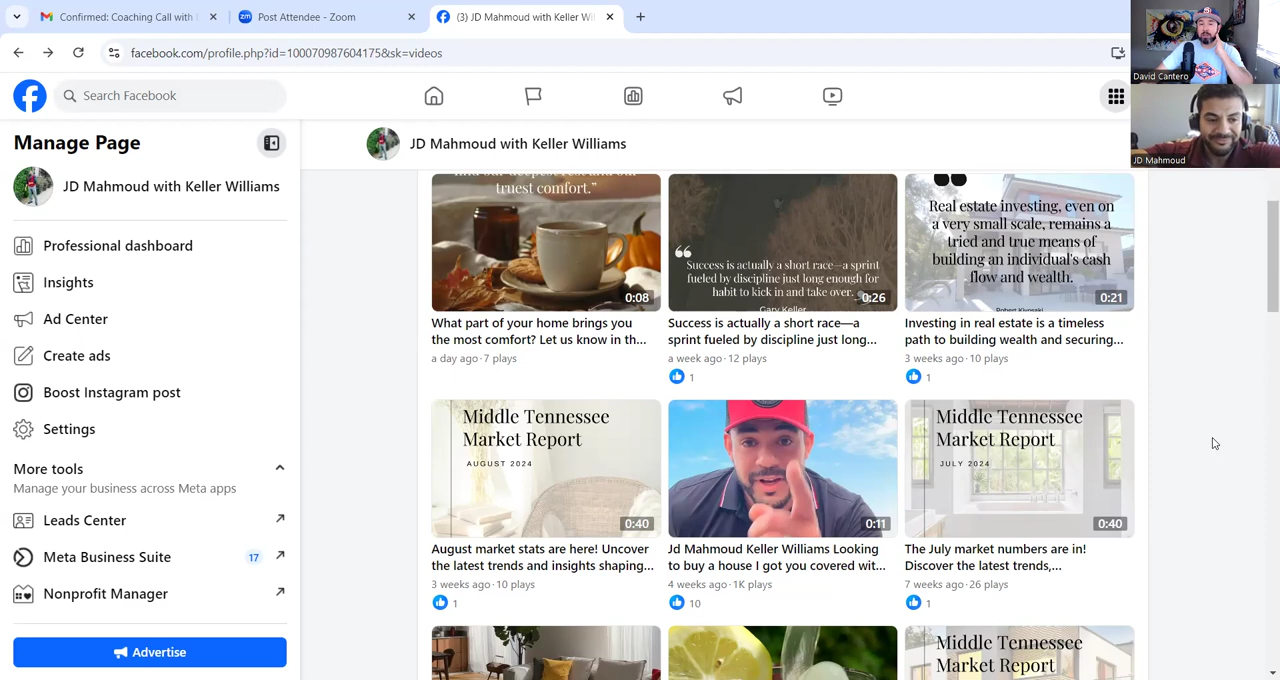 Confirmed: Coaching Call with
Post Attendee - Zoom
(3) JD Mahmoud with Keller Wil
facebook.com/profile.php?id=100070987604175&sk=videos
David Cantero
JD Mahmoud
Search Facebook
Manage Page
JD Mahmoud with Keller Williams
JD Mahmoud with Keller Williams
Professional dashboard
Insights
Ad Center
Create ads
Boost Instagram post
Settings
More tools
Manage your business across Meta apps
Leads Center
Meta Business Suite
17
Nonprofit Manager
Advertise
and our deepest rest and our
truest comfort.”
0:08
What part of your home brings you
the most comfort? Let us know in th...
a day ago · 7 plays
“
Success is actually a short race—a sprint
fueled by discipline just long enough for
habit to kick in and take over.
Gary Keller
0:26
Success is actually a short race—a
sprint fueled by discipline just long...
a week ago · 12 plays
1
Real estate investing, even on
a very small scale, remains a
tried and true means of
building an individual's cash
flow and wealth.
Robert Kiyosaki
0:21
Investing in real estate is a timeless
path to building wealth and securing...
3 weeks ago · 10 plays
1
Middle Tennessee
Market Report
AUGUST 2024
0:40
August market stats are here! Uncover
the latest trends and insights shaping...
3 weeks ago · 10 plays
1
0:11
Jd Mahmoud Keller Williams Looking
to buy a house I got you covered wit...
4 weeks ago · 1K plays
10
Middle Tennessee
Market Report
JULY 2024
0:40
The July market numbers are in!
Discover the latest trends,...
7 weeks ago · 26 plays
1
Middle Tennessee
Market Report